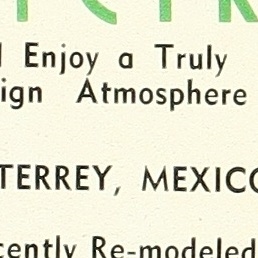 Enjoy a Truly
ign Atmosphere
TERREY, MEXICO
cently Re-modeled